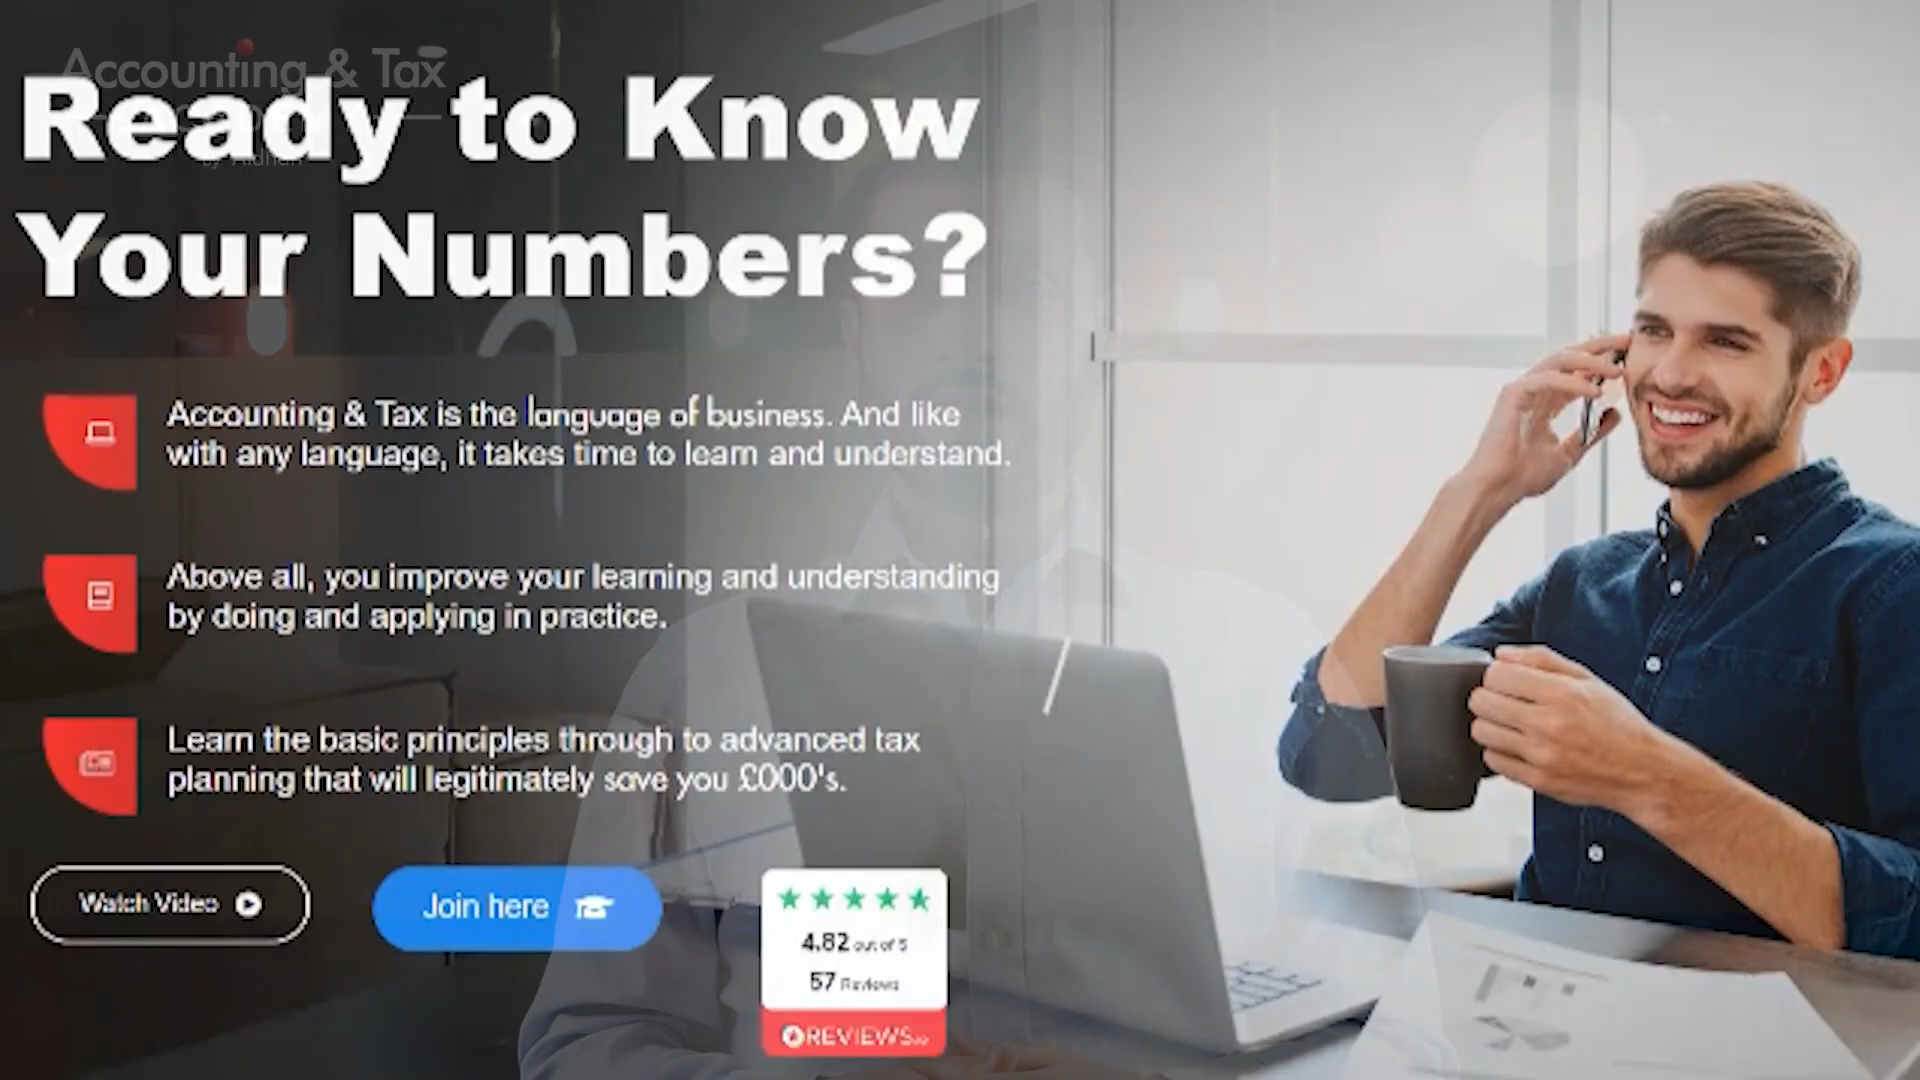 Accounting & Tax
Ready to Know
Your Numbers?
Accounting & Tax is the language of business. And like
with any language, it takes time to learn and understand.
Above all, you improve your learning and understanding
by doing and applying in practice.
Learn the basic principles through to advanced tax
planning that will legitimately save you £000's.
Watch Video
Join here
4.82 out of 5
57 Reviews
REVIEWS.io